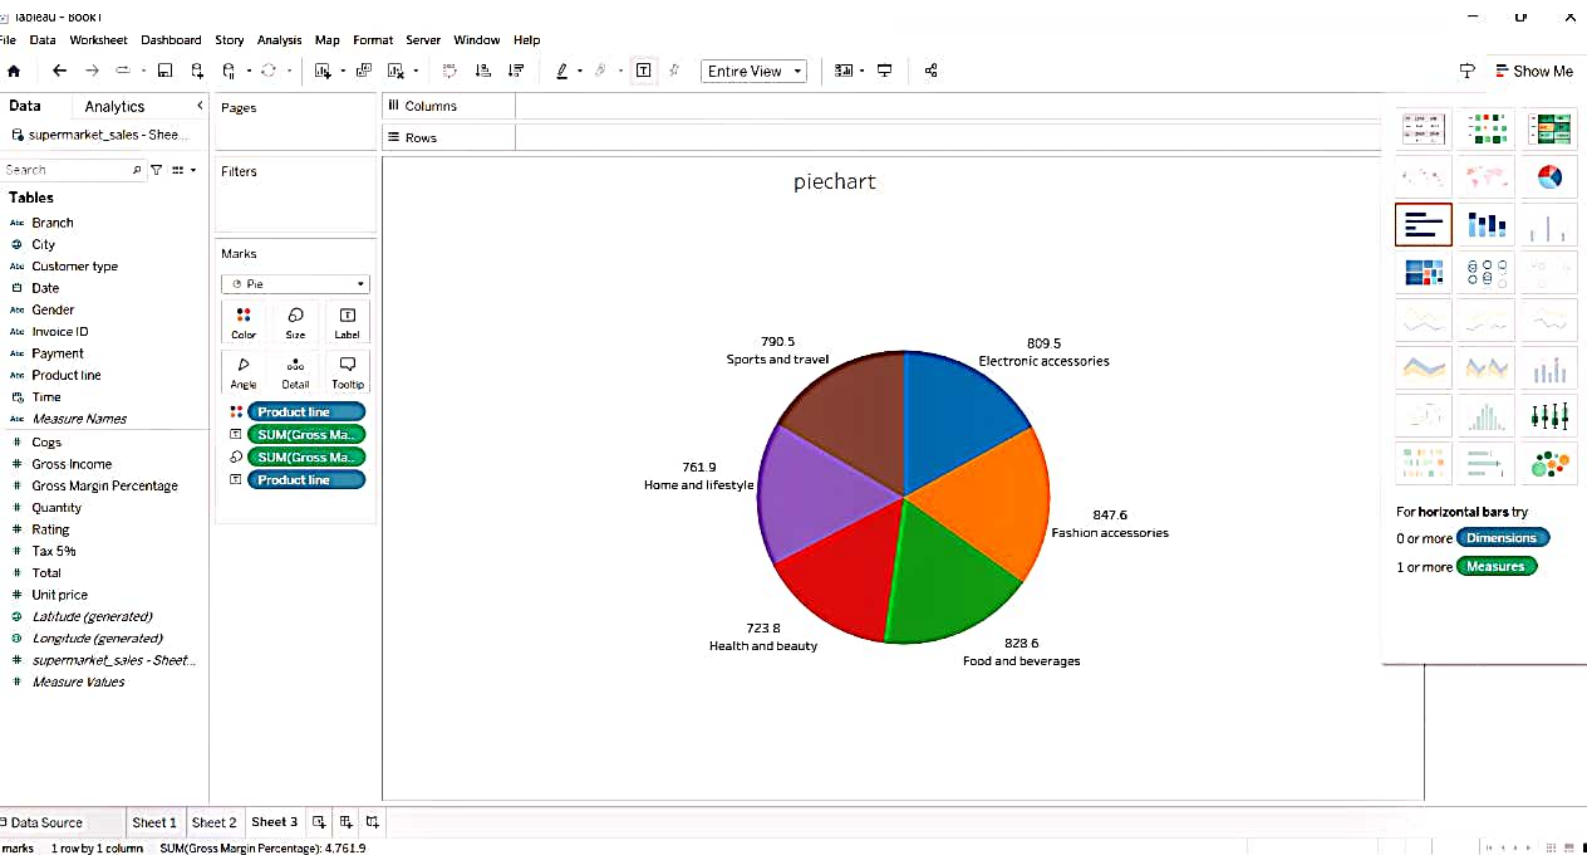 Tableau - Book1
File Data Worksheet Dashboard Story Analysis Map Format Server Window Help
Entire View
Show Me
Data Analytics
supermarket_sales - Shee...
Search
Tables
Abc Branch
City
Abc Customer type
Date
Abc Gender
Abc Invoice ID
Abc Payment
Abc Product line
Time
Abc Measure Names
# Cogs
# Gross Income
# Gross Margin Percentage
# Quantity
# Rating
# Tax 5%
# Total
# Unit price
Latitude (generated)
Longitude (generated)
# supermarket_sales - Sheet...
# Measure Values
Pages
Filters
Marks
Pie
Color Size Label
Angle Detail Tooltip
Product line
SUM(Gross Ma..
SUM(Gross Ma..
Product line
Columns
Rows
piechart
790.5
Sports and travel
809.5
Electronic accessories
761.9
Home and lifestyle
847.6
Fashion accessories
723.8
Health and beauty
828.6
Food and beverages
For horizontal bars try
0 or more Dimensions
1 or more Measures
Data Source Sheet 1 Sheet 2 Sheet 3
marks 1 row by 1 column SUM(Gross Margin Percentage): 4,761.9